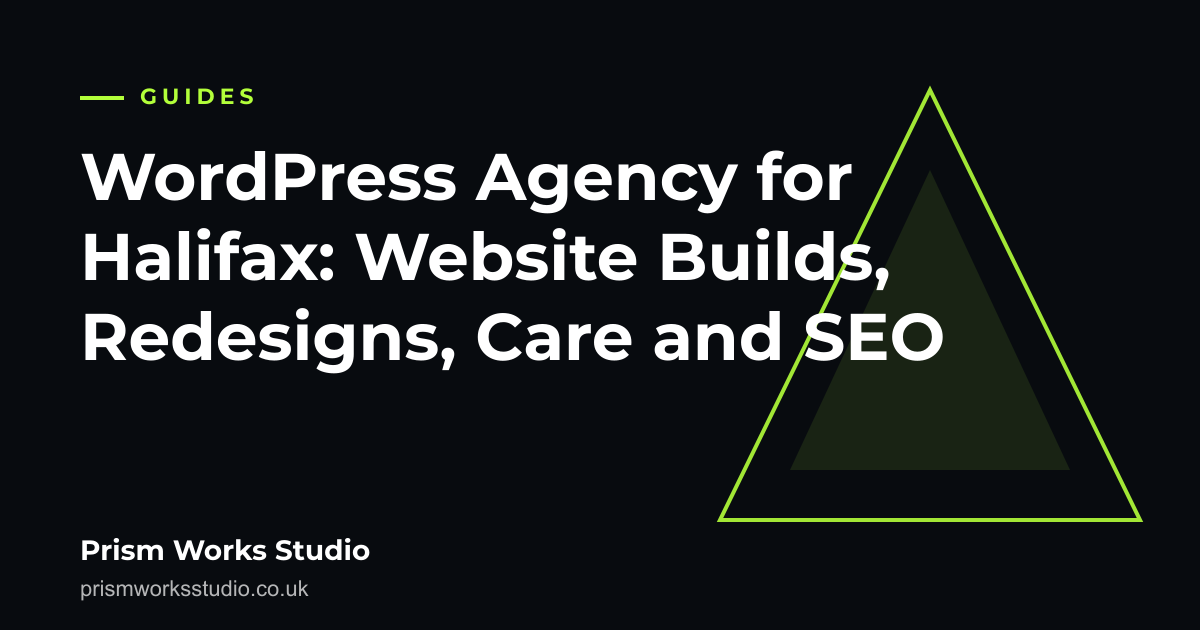 GUIDES
WordPress Agency for
Halifax: Website Builds,
Redesigns, Care and SEO
Prism Works Studio
prismworksstudio.co.uk